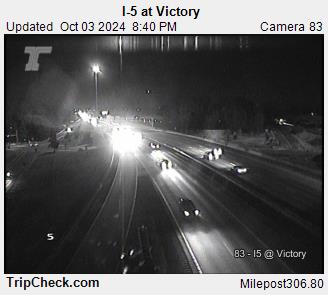 I-5 at Victory
Updated Oct 03 2024 8:40 PM Camera 83
T
S
83 - I5 @ Victory
TripCheck.com Milepost306.80